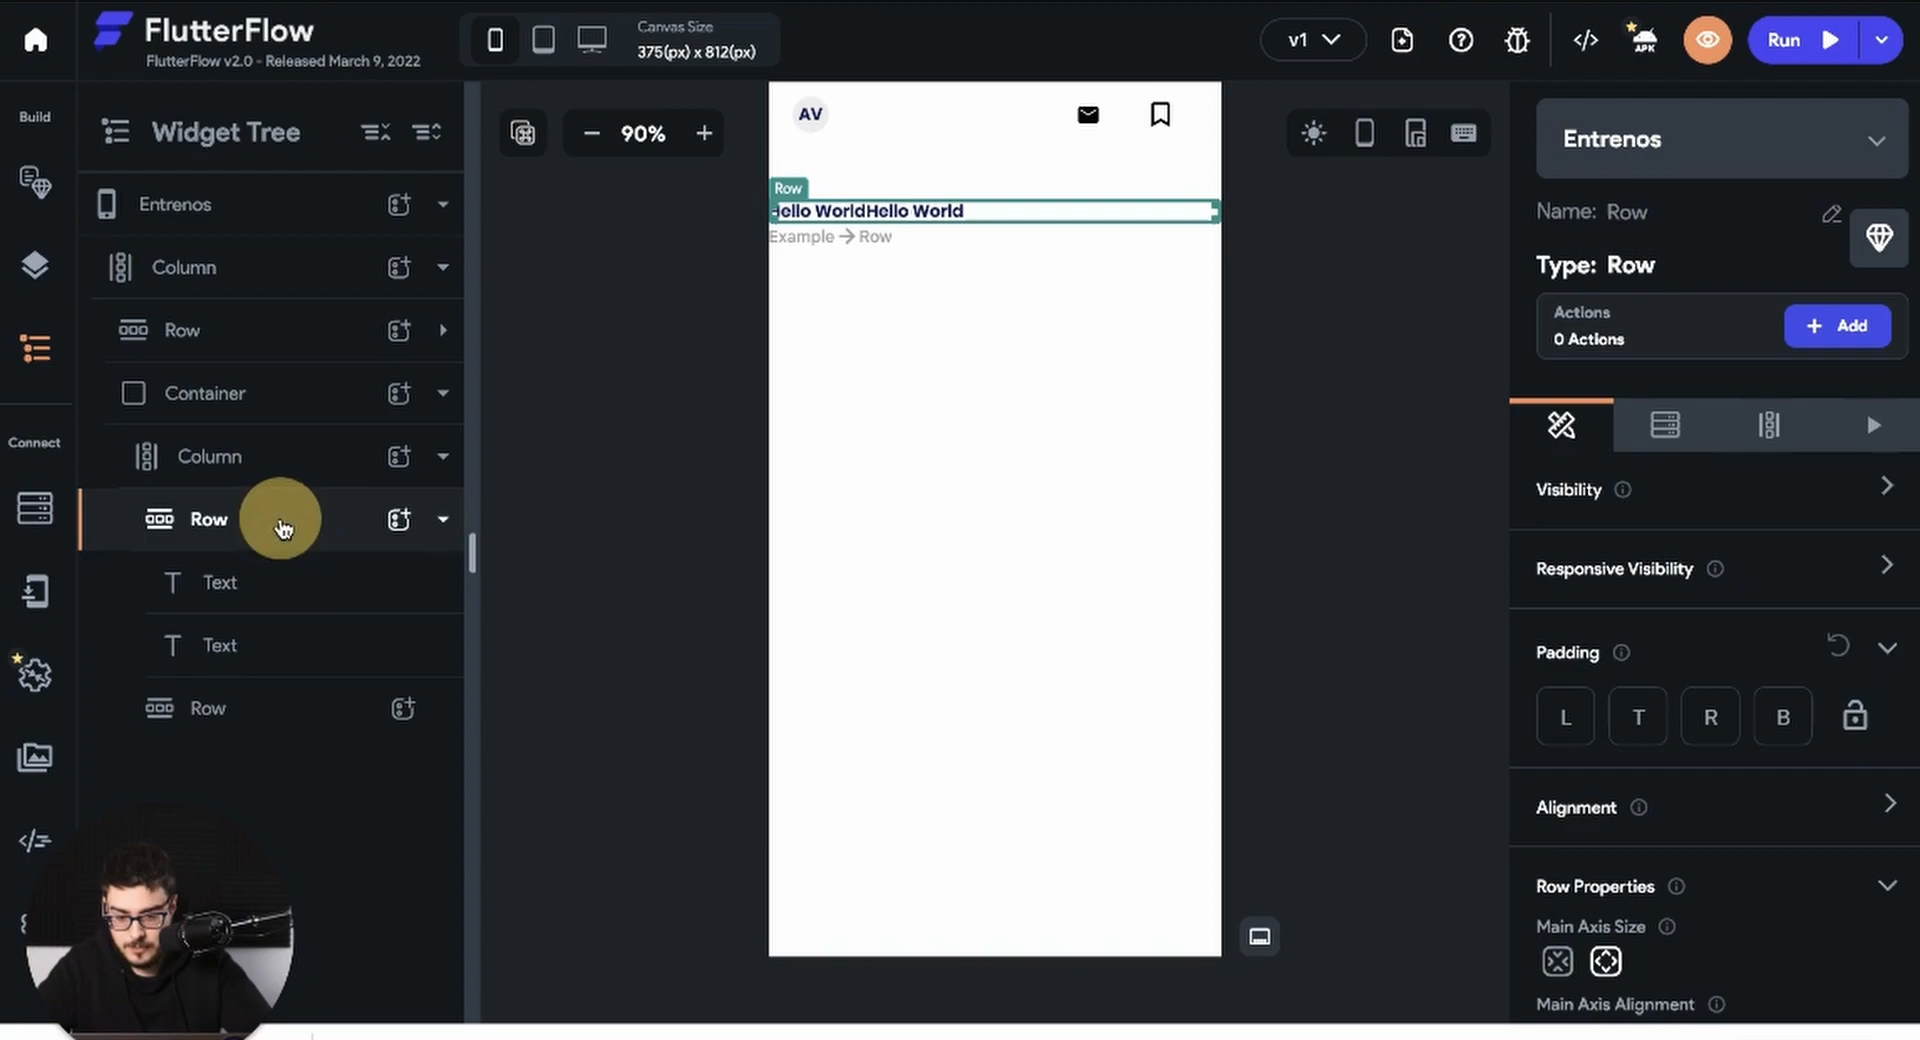 FlutterFlow
FlutterFlow v2.0 - Released March 9, 2022
Canvas Size
375(px) x 812(px)
v1
APK
Run
Build
Widget Tree
90%
AV
Entrenos
Entrenos
Name: Row
Row
Hello WorldHello World
Example → Row
Column
Type: Row
Row
Actions
0 Actions
+ Add
Container
Connect
Column
Visibility
Row
Responsive Visibility
T Text
T Text
Padding
Row
L T R B
Alignment
Row Properties
Main Axis Size
Main Axis Alignment